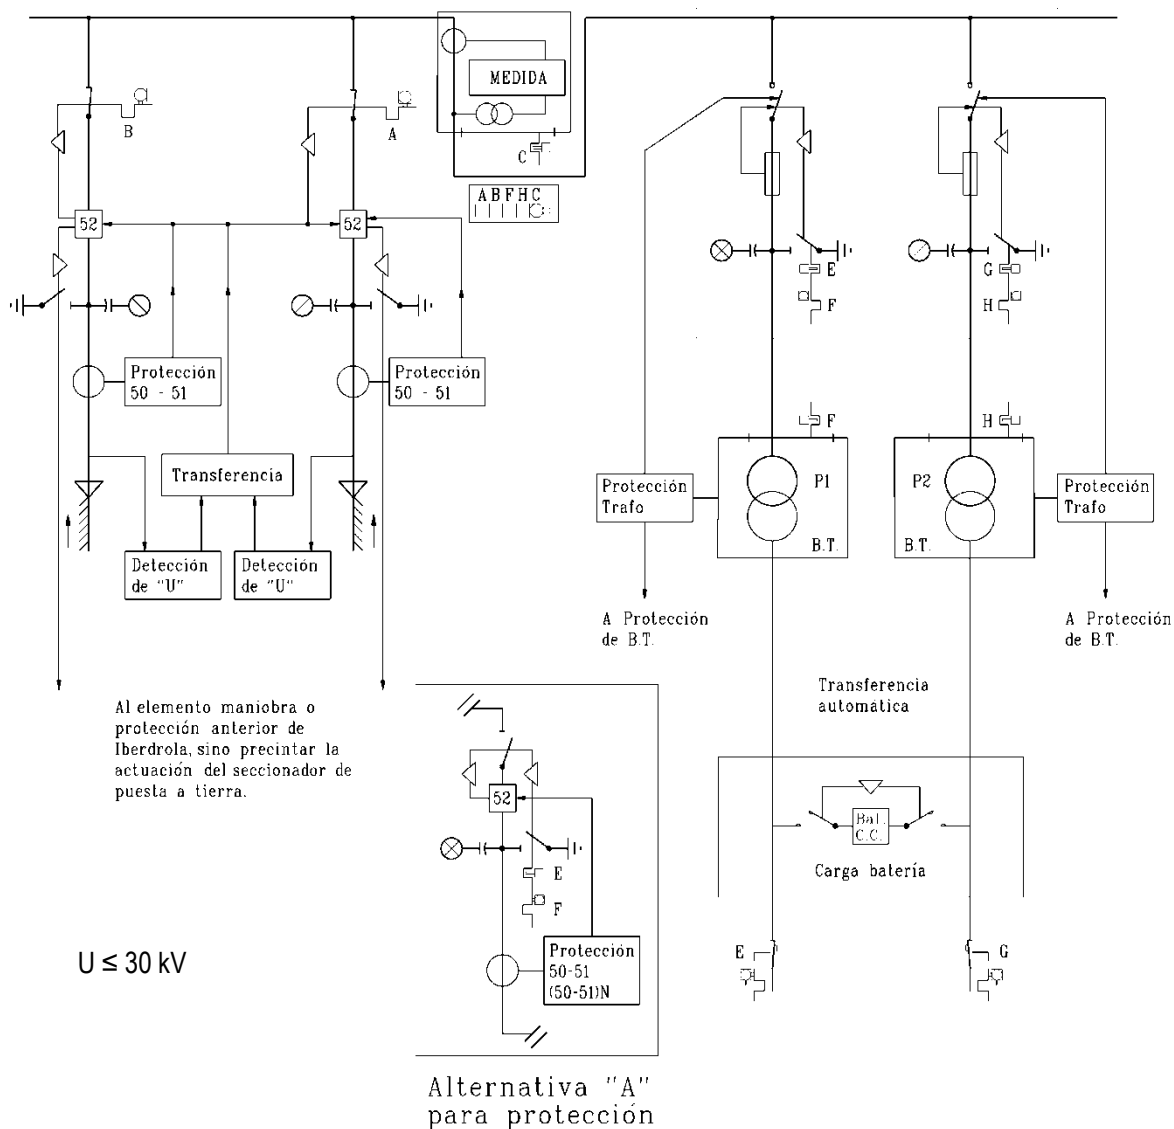 MEDIDA
B
A
C
A B F H C
52
52
E
F
G
H
Protección
50 - 51
Protección
50 - 51
F
H
Transferencia
Protección
Trafo
P1
B.T.
P2
B.T.
Protección
Trafo
Detección
de "U"
Detección
de "U"
A Protección
de B.T.
A Protección
de B.T.
Al elemento maniobra o
protección anterior de
Iberdrola, sino precintar la
actuación del seccionador de
puesta a tierra.
Transferencia
automática
52
Bat.
C.C.
Carga batería
E
F
Protección
50-51
(50-51)N
E
G
U ≤ 30 kV
Alternativa "A"
para protección